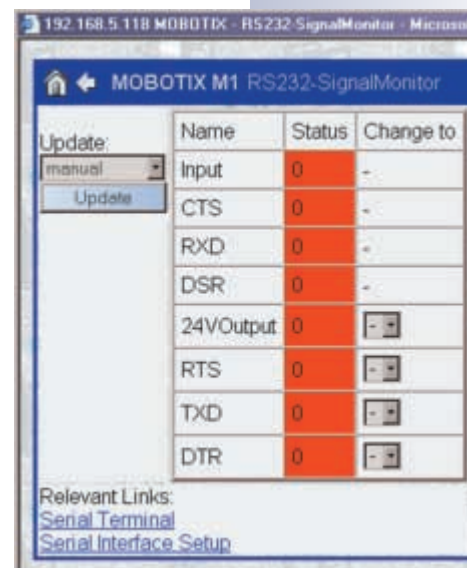 192.168.5.118 MOBOTIX - RS232-SignalMonitor - Microso
MOBOTIX M1 RS232-SignalMonitor
Update:
manual
Update
Name Status Change to
Input 0 -
CTS 0 -
RXD 0 -
DSR 0 -
24VOutput 0 -
RTS 0 -
TXD 0 -
DTR 0 -
Relevant Links:
Serial Terminal
Serial Interface Setup